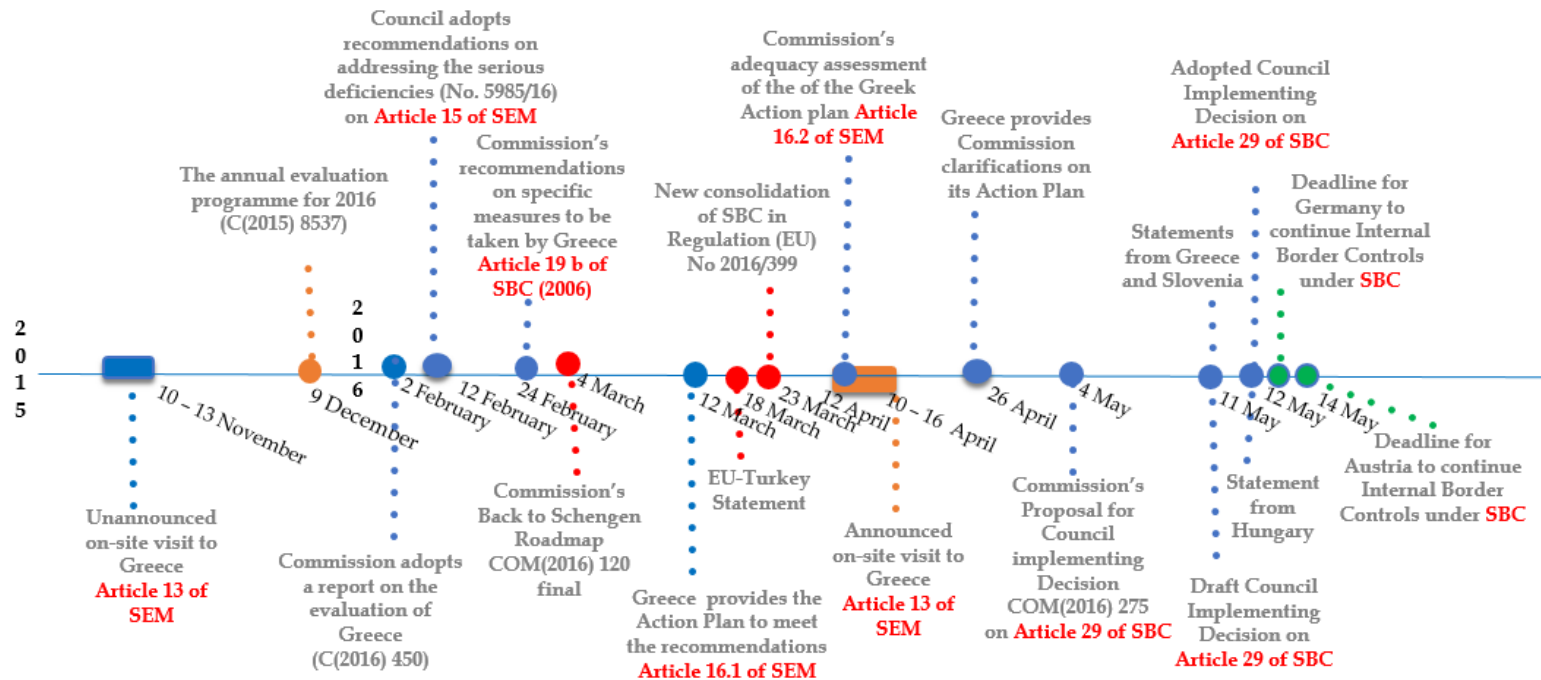 Council adopts
recommendations on
addressing the serious
deficiencies (No. 5985/16)
on Article 15 of SEM
Commission's
adequacy assessment
of the of the Greek
Action plan Article
16.2 of SEM
Adopted Council
Implementing
Decision on
Article 29 of SBC
The annual evaluation
programme for 2016
(C(2015) 8537)
Commission's
recommendations
on specific
measures to be
taken by Greece
Article 19 b of
SBC (2006)
New consolidation
of SBC in
Regulation (EU)
No 2016/399
Greece provides
Commission
clarifications on
its Action Plan
Statements
from Greece
and Slovenia
Deadline for
Germany to
continue Internal
Border Controls
under SBC
2
0
1
5
2
0
1
6
10 – 13 November
9 December
2 February
12 February
24 February
4 March
12 March
18 March
23 March
12 April
10 – 16 April
26 April
4 May
11 May
12 May
14 May
Unannounced
on-site visit to
Greece
Article 13 of
SEM
Commission adopts
a report on the
evaluation of
Greece
(C(2016) 450)
Commission's
Back to Schengen
Roadmap
COM(2016) 120
final
Greece provides the
Action Plan to meet
the recommendations
Article 16.1 of SEM
EU-Turkey
Statement
Announced
on-site visit to
Greece
Article 13 of
SEM
Commission's
Proposal for
Council
implementing
Decision
COM(2016) 275
on Article 29 of SBC
Statement
from
Hungary
Draft Council
Implementing
Decision on
Article 29 of SBC
Deadline for
Austria to continue
Internal Border
Controls under SBC